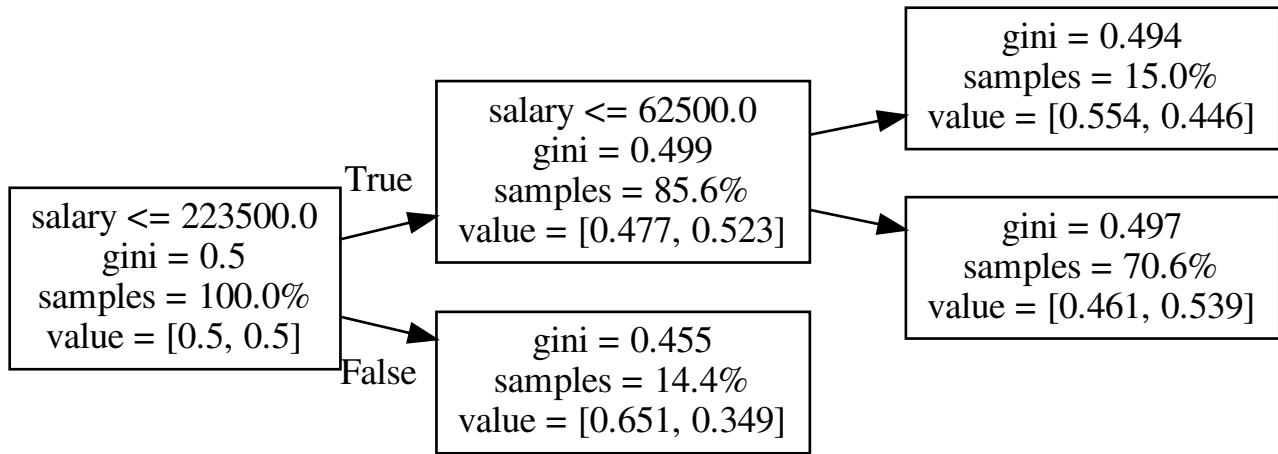 salary <= 223500.0
gini = 0.5
samples = 100.0%
value = [0.5, 0.5]
True
False
salary <= 62500.0
gini = 0.499
samples = 85.6%
value = [0.477, 0.523]
gini = 0.455
samples = 14.4%
value = [0.651, 0.349]
gini = 0.494
samples = 15.0%
value = [0.554, 0.446]
gini = 0.497
samples = 70.6%
value = [0.461, 0.539]